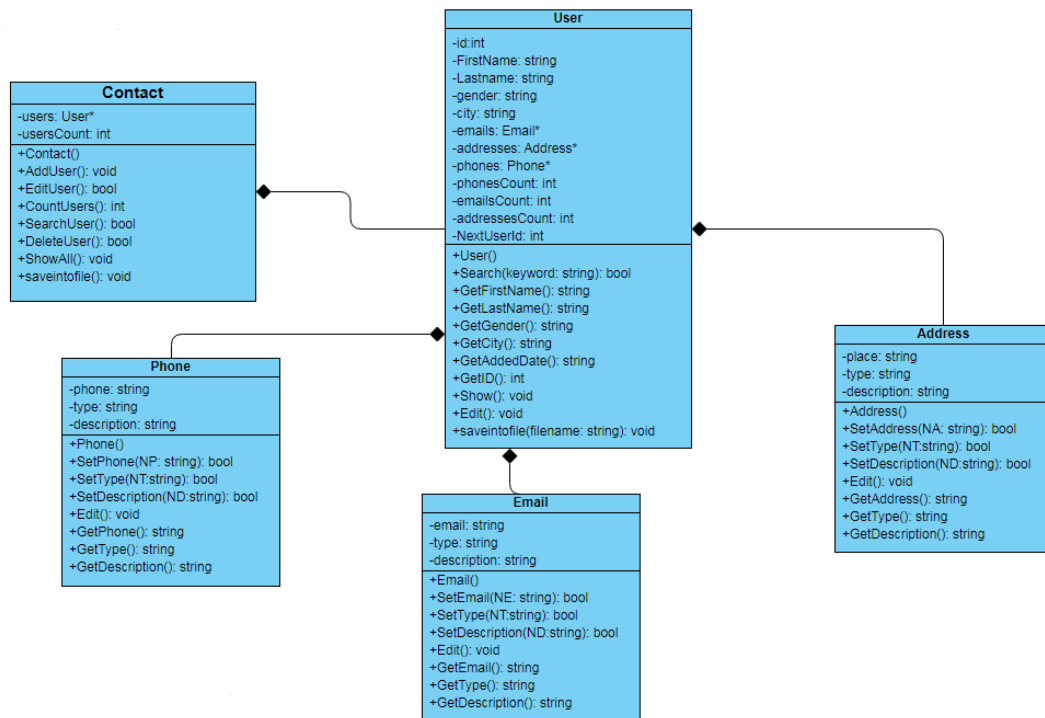 User
-id:int
-FirstName: string
-Lastname: string
-gender: string
-city: string
-emails: Email*
-addresses: Address*
-phones: Phone*
-phonesCount: int
-emailsCount: int
-addressesCount: int
-NextUserId: int
+User()
+Search(keyword: string): bool
+GetFirstName(): string
+GetLastName(): string
+GetGender(): string
+GetCity(): string
+GetAddedDate(): string
+GetID(): int
+Show(): void
+Edit(): void
+saveintofile(filename: string): void
Contact
-users: User*
-usersCount: int
+Contact()
+AddUser(): void
+EditUser(): bool
+CountUsers(): int
+SearchUser(): bool
+DeleteUser(): bool
+ShowAll(): void
+saveintofile(): void
Phone
-phone: string
-type: string
-description: string
+Phone()
+SetPhone(NP: string): bool
+SetType(NT:string): bool
+SetDescription(ND:string): bool
+Edit(): void
+GetPhone(): string
+GetType(): string
+GetDescription(): string
Email
-email: string
-type: string
-description: string
+Email()
+SetEmail(NE: string): bool
+SetType(NT:string): bool
+SetDescription(ND:string): bool
+Edit(): void
+GetEmail(): string
+GetType(): string
+GetDescription(): string
Address
-place: string
-type: string
-description: string
+Address()
+SetAddress(NA: string): bool
+SetType(NT:string): bool
+SetDescription(ND:string): bool
+Edit(): void
+GetAddress(): string
+GetType(): string
+GetDescription(): string